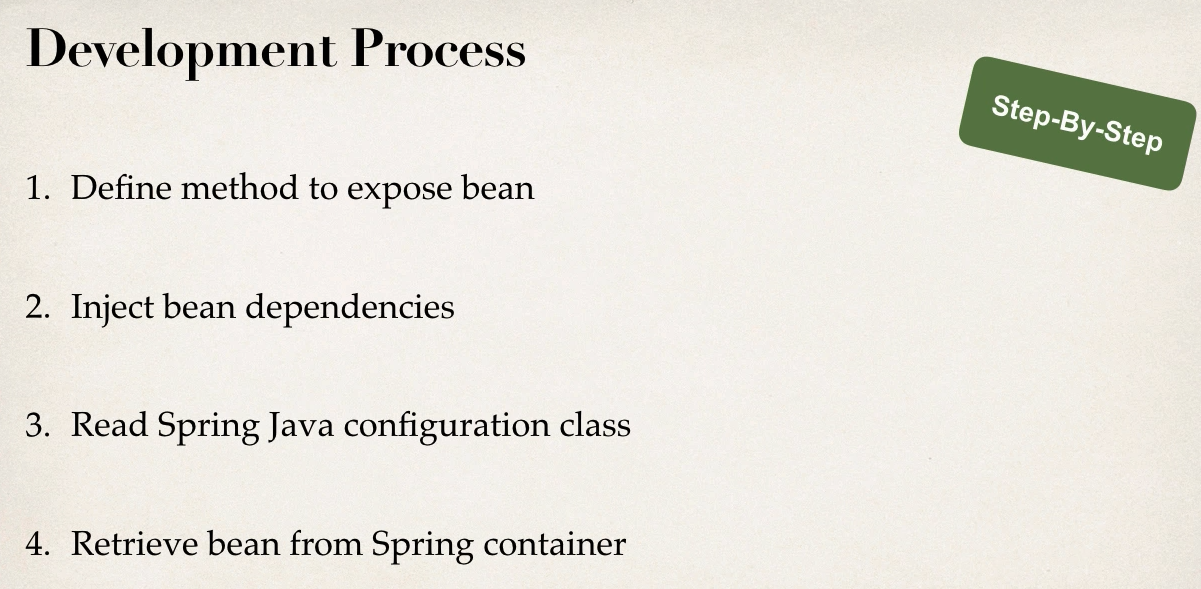 Development Process
Step-By-Step
1. Define method to expose bean
2. Inject bean dependencies
3. Read Spring Java configuration class
4. Retrieve bean from Spring container